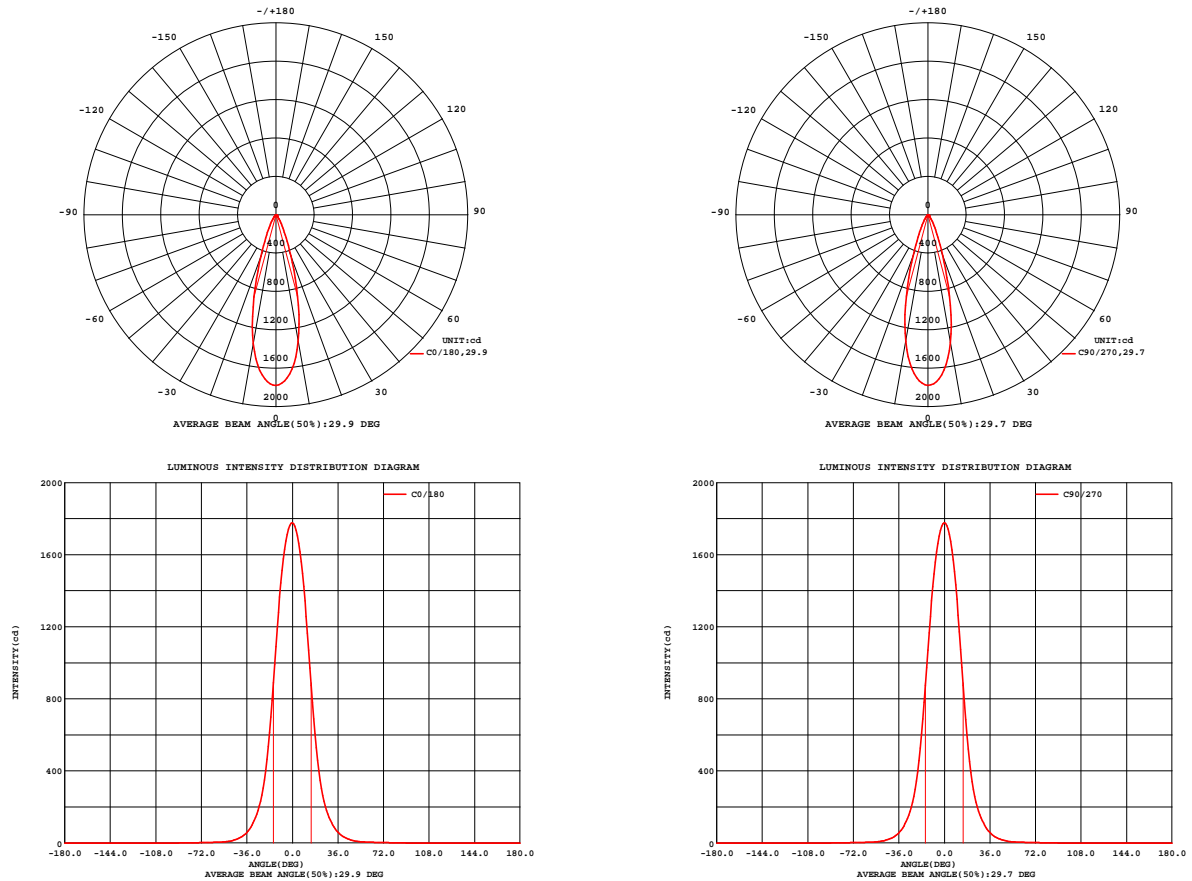 -/+180
-150
150
-120
120
-90
90
-60
60
-30
30
0
0
400
800
1200
1600
2000
UNIT:cd
C0/180,29.9
AVERAGE BEAM ANGLE(50%):29.9 DEG
-/+180
-150
150
-120
120
-90
90
-60
60
-30
30
0
0
400
800
1200
1600
2000
UNIT:cd
C90/270,29.7
AVERAGE BEAM ANGLE(50%):29.7 DEG
LUMINOUS INTENSITY DISTRIBUTION DIAGRAM
C0/180
2000
1600
1200
800
400
0
INTENSITY(cd)
-180.0 -144.0 -108.0 -72.0 -36.0 0.0 36.0 72.0 108.0 144.0 180.0
ANGLE(DEG)
AVERAGE BEAM ANGLE(50%):29.9 DEG
LUMINOUS INTENSITY DISTRIBUTION DIAGRAM
C90/270
2000
1600
1200
800
400
0
INTENSITY(cd)
-180.0 -144.0 -108.0 -72.0 -36.0 0.0 36.0 72.0 108.0 144.0 180.0
ANGLE(DEG)
AVERAGE BEAM ANGLE(50%):29.7 DEG